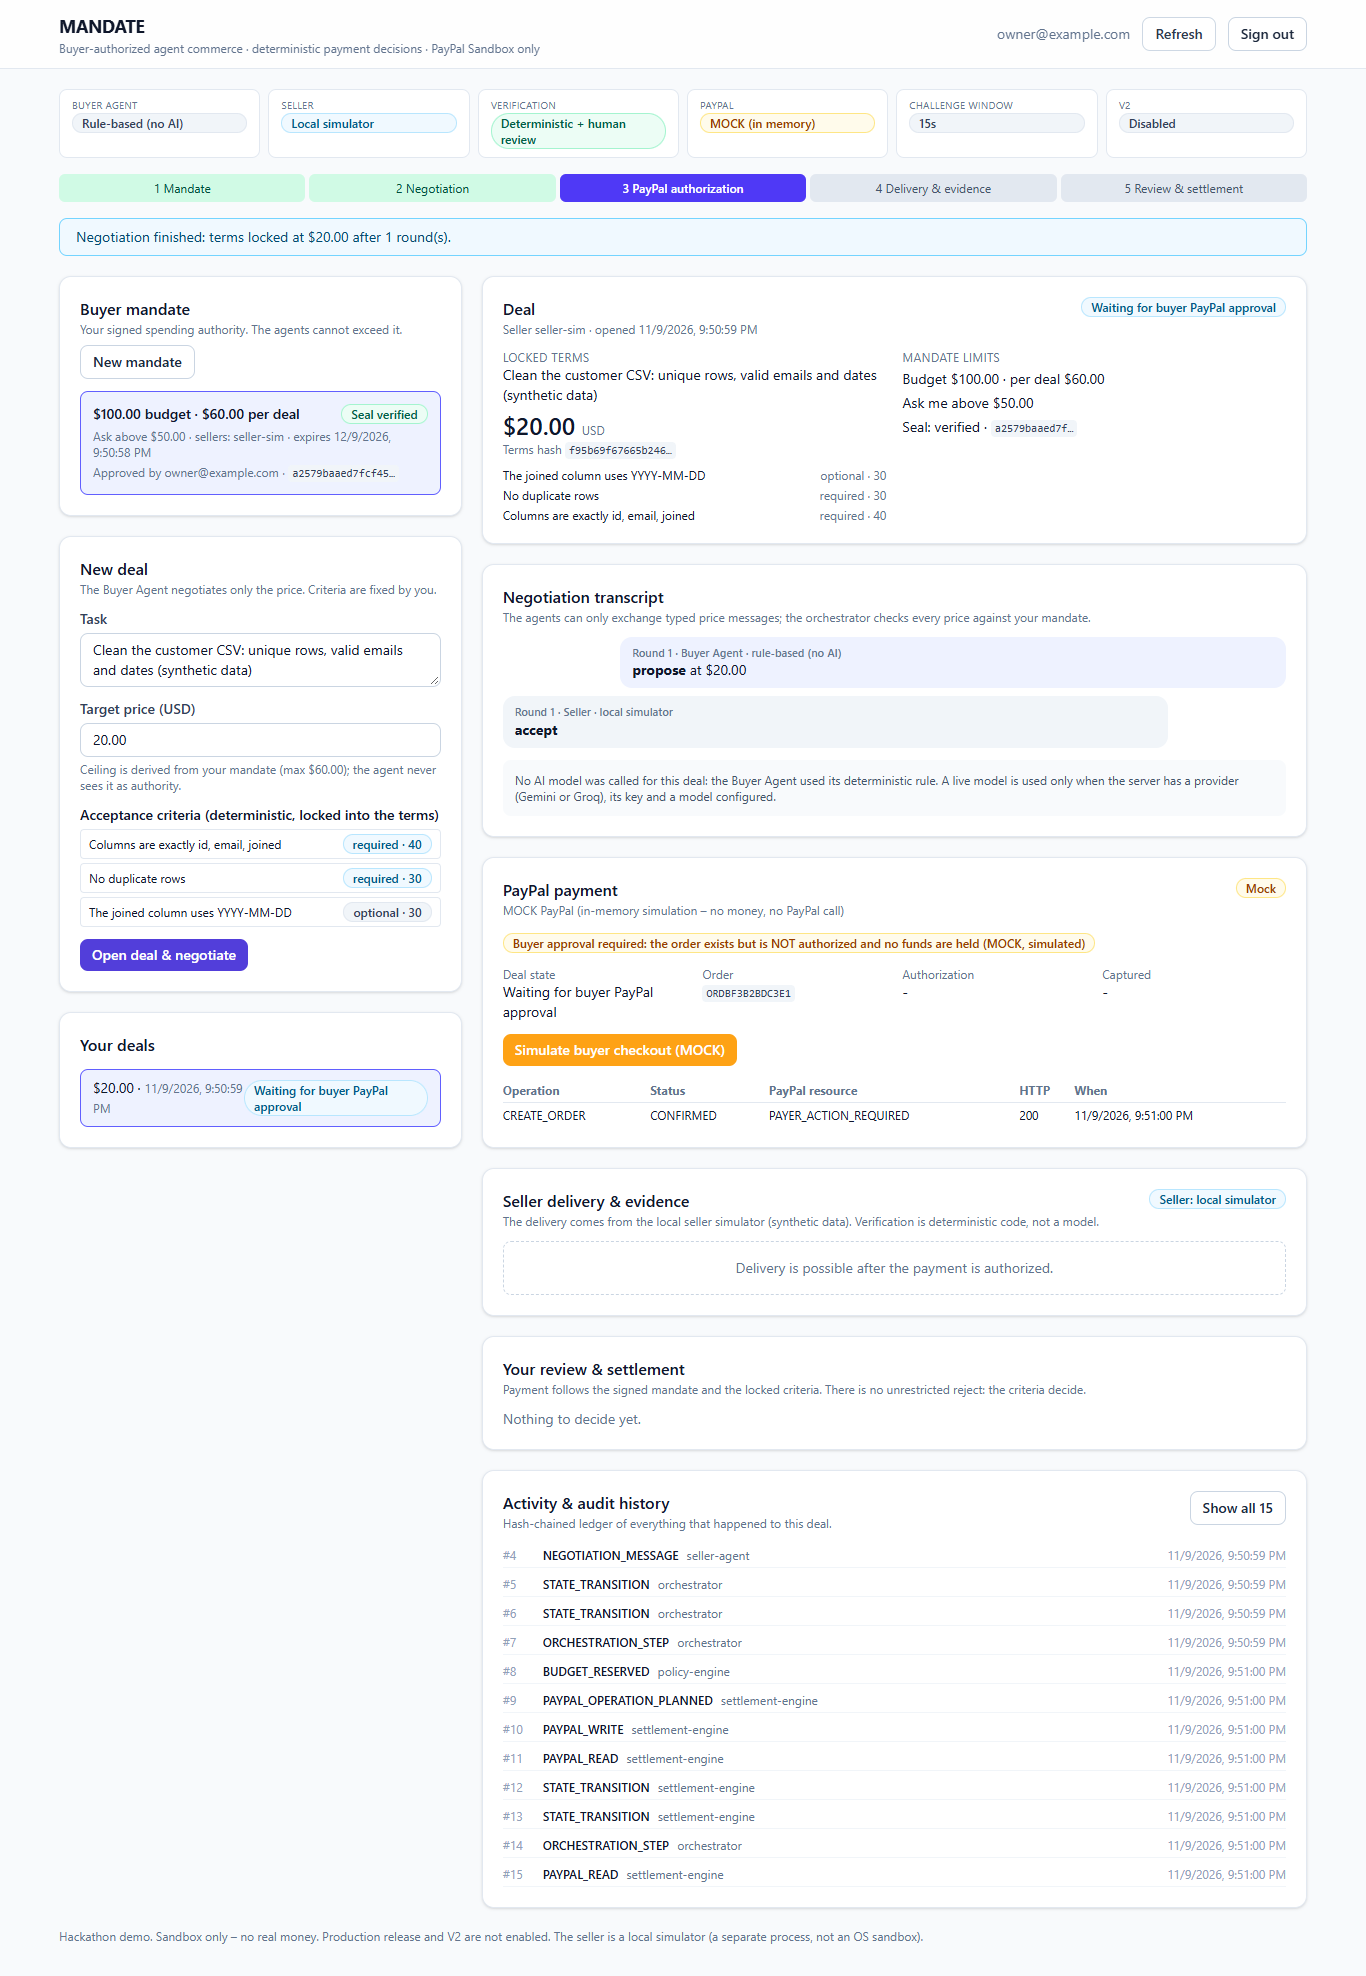 MANDATE
Buyer-authorized agent commerce · deterministic payment decisions · PayPal Sandbox only
owner@example.com
Refresh
Sign out
BUYER AGENT
Rule-based (no AI)
SELLER
Local simulator
VERIFICATION
Deterministic + human
review
PAYPAL
MOCK (in memory)
CHALLENGE WINDOW
15s
V2
Disabled
1 Mandate
2 Negotiation
3 PayPal authorization
4 Delivery & evidence
5 Review & settlement
Negotiation finished: terms locked at $20.00 after 1 round(s).
Buyer mandate
Your signed spending authority. The agents cannot exceed it.
New mandate
$100.00 budget · $60.00 per deal
Seal verified
Ask above $50.00 · sellers: seller-sim · expires 12/9/2026,
9:50:58 PM
Approved by owner@example.com · a2579baaed7fcf45…
New deal
The Buyer Agent negotiates only the price. Criteria are fixed by you.
Task
Clean the customer CSV: unique rows, valid emails
and dates (synthetic data)
Target price (USD)
20.00
Ceiling is derived from your mandate (max $60.00); the agent never
sees it as authority.
Acceptance criteria (deterministic, locked into the terms)
Columns are exactly id, email, joined
required · 40
No duplicate rows
required · 30
The joined column uses YYYY-MM-DD
optional · 30
Open deal & negotiate
Your deals
$20.00 · 11/9/2026, 9:50:59
PM
Waiting for buyer PayPal
approval
Deal
Waiting for buyer PayPal approval
Seller seller-sim · opened 11/9/2026, 9:50:59 PM
LOCKED TERMS
Clean the customer CSV: unique rows, valid emails and dates
(synthetic data)
$20.00 USD
Terms hash f95b69f67665b246…
The joined column uses YYYY-MM-DD
optional · 30
No duplicate rows
required · 30
Columns are exactly id, email, joined
required · 40
MANDATE LIMITS
Budget $100.00 · per deal $60.00
Ask me above $50.00
Seal: verified · a2579baaed7f…
Negotiation transcript
The agents can only exchange typed price messages; the orchestrator checks every price against your mandate.
Round 1 · Buyer Agent · rule-based (no AI)
propose at $20.00
Round 1 · Seller · local simulator
accept
No AI model was called for this deal: the Buyer Agent used its deterministic rule. A live model is used only when the server has a provider
(Gemini or Groq), its key and a model configured.
PayPal payment
Mock
MOCK PayPal (in-memory simulation – no money, no PayPal call)
Buyer approval required: the order exists but is NOT authorized and no funds are held (MOCK, simulated)
Deal state
Waiting for buyer PayPal
approval
Order
ORDBF3B2BDC3E1
Authorization
-
Captured
-
Simulate buyer checkout (MOCK)
Operation Status PayPal resource HTTP When
CREATE_ORDER CONFIRMED PAYER_ACTION_REQUIRED 200 11/9/2026, 9:51:00 PM
Seller delivery & evidence
Seller: local simulator
The delivery comes from the local seller simulator (synthetic data). Verification is deterministic code, not a model.
Delivery is possible after the payment is authorized.
Your review & settlement
Payment follows the signed mandate and the locked criteria. There is no unrestricted reject: the criteria decide.
Nothing to decide yet.
Activity & audit history
Show all 15
Hash-chained ledger of everything that happened to this deal.
#4 NEGOTIATION_MESSAGE seller-agent 11/9/2026, 9:50:59 PM
#5 STATE_TRANSITION orchestrator 11/9/2026, 9:50:59 PM
#6 STATE_TRANSITION orchestrator 11/9/2026, 9:50:59 PM
#7 ORCHESTRATION_STEP orchestrator 11/9/2026, 9:50:59 PM
#8 BUDGET_RESERVED policy-engine 11/9/2026, 9:51:00 PM
#9 PAYPAL_OPERATION_PLANNED settlement-engine 11/9/2026, 9:51:00 PM
#10 PAYPAL_WRITE settlement-engine 11/9/2026, 9:51:00 PM
#11 PAYPAL_READ settlement-engine 11/9/2026, 9:51:00 PM
#12 STATE_TRANSITION settlement-engine 11/9/2026, 9:51:00 PM
#13 STATE_TRANSITION settlement-engine 11/9/2026, 9:51:00 PM
#14 ORCHESTRATION_STEP orchestrator 11/9/2026, 9:51:00 PM
#15 PAYPAL_READ settlement-engine 11/9/2026, 9:51:00 PM
Hackathon demo. Sandbox only – no real money. Production release and V2 are not enabled. The seller is a local simulator (a separate process, not an OS sandbox).